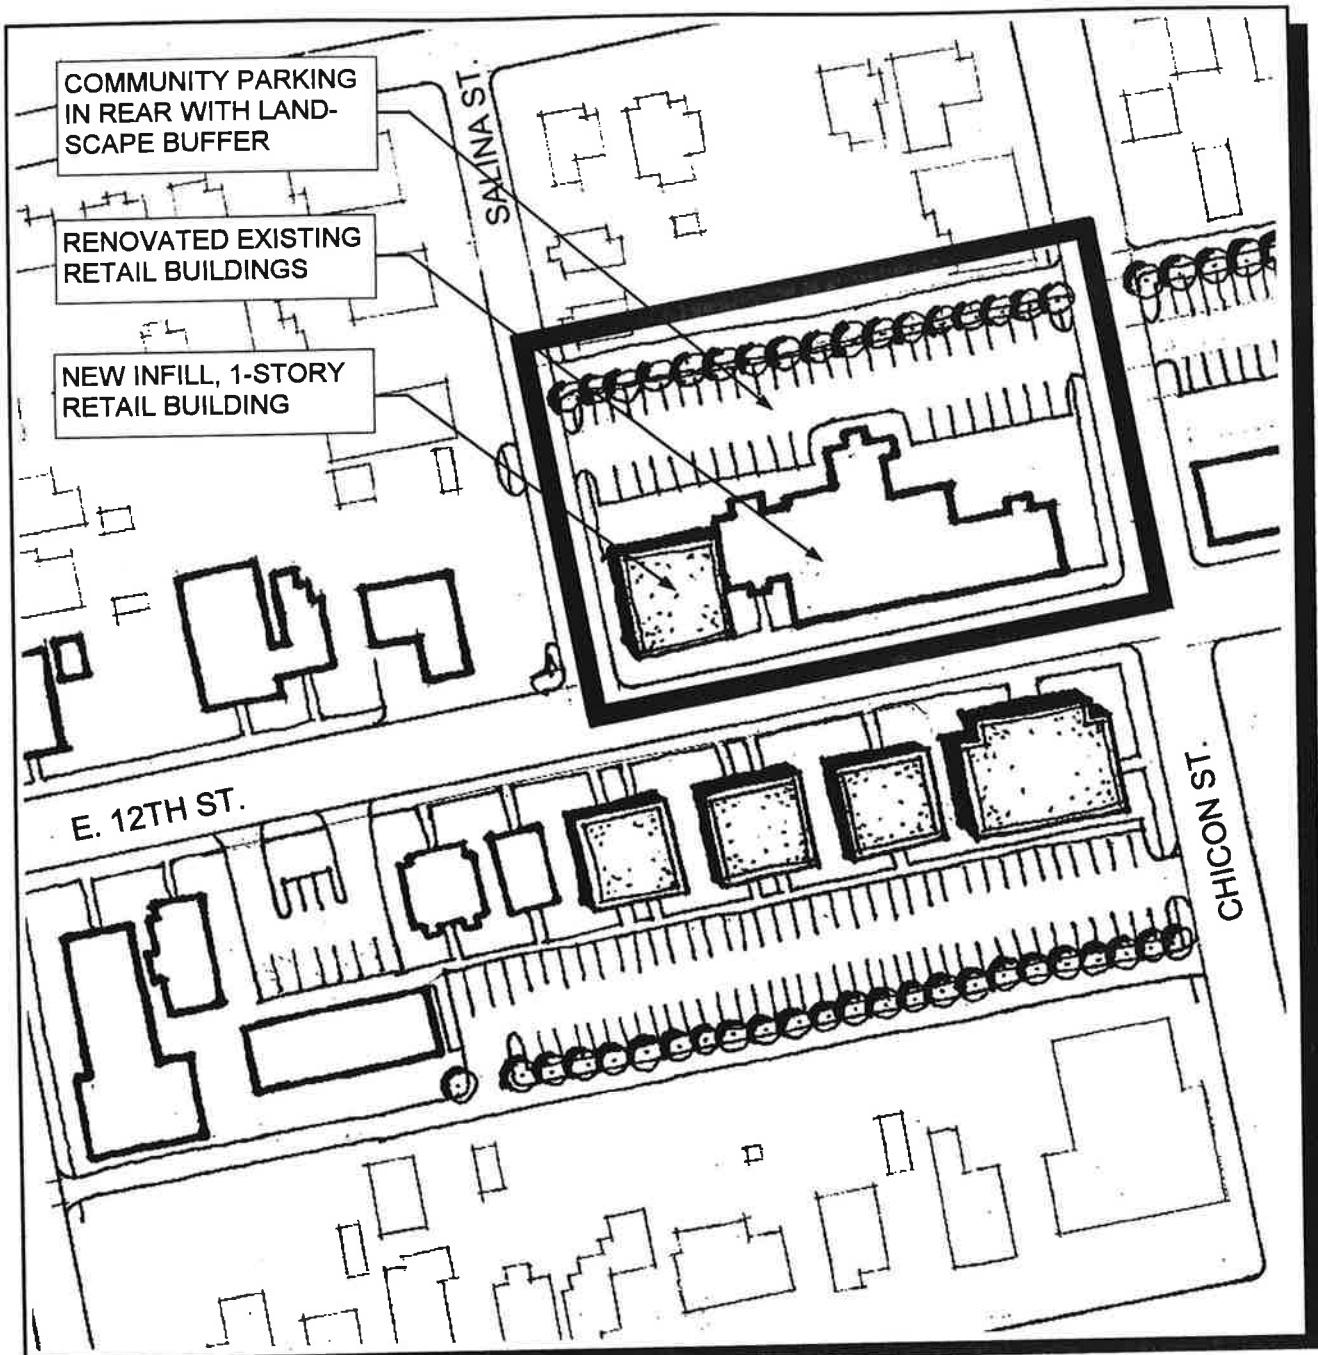 COMMUNITY PARKING
IN REAR WITH LAND-
SCAPE BUFFER
SALINA ST.
RENOVATED EXISTING
RETAIL BUILDINGS
NEW INFILL, 1-STORY
RETAIL BUILDING
E. 12TH ST.
CHICON ST.